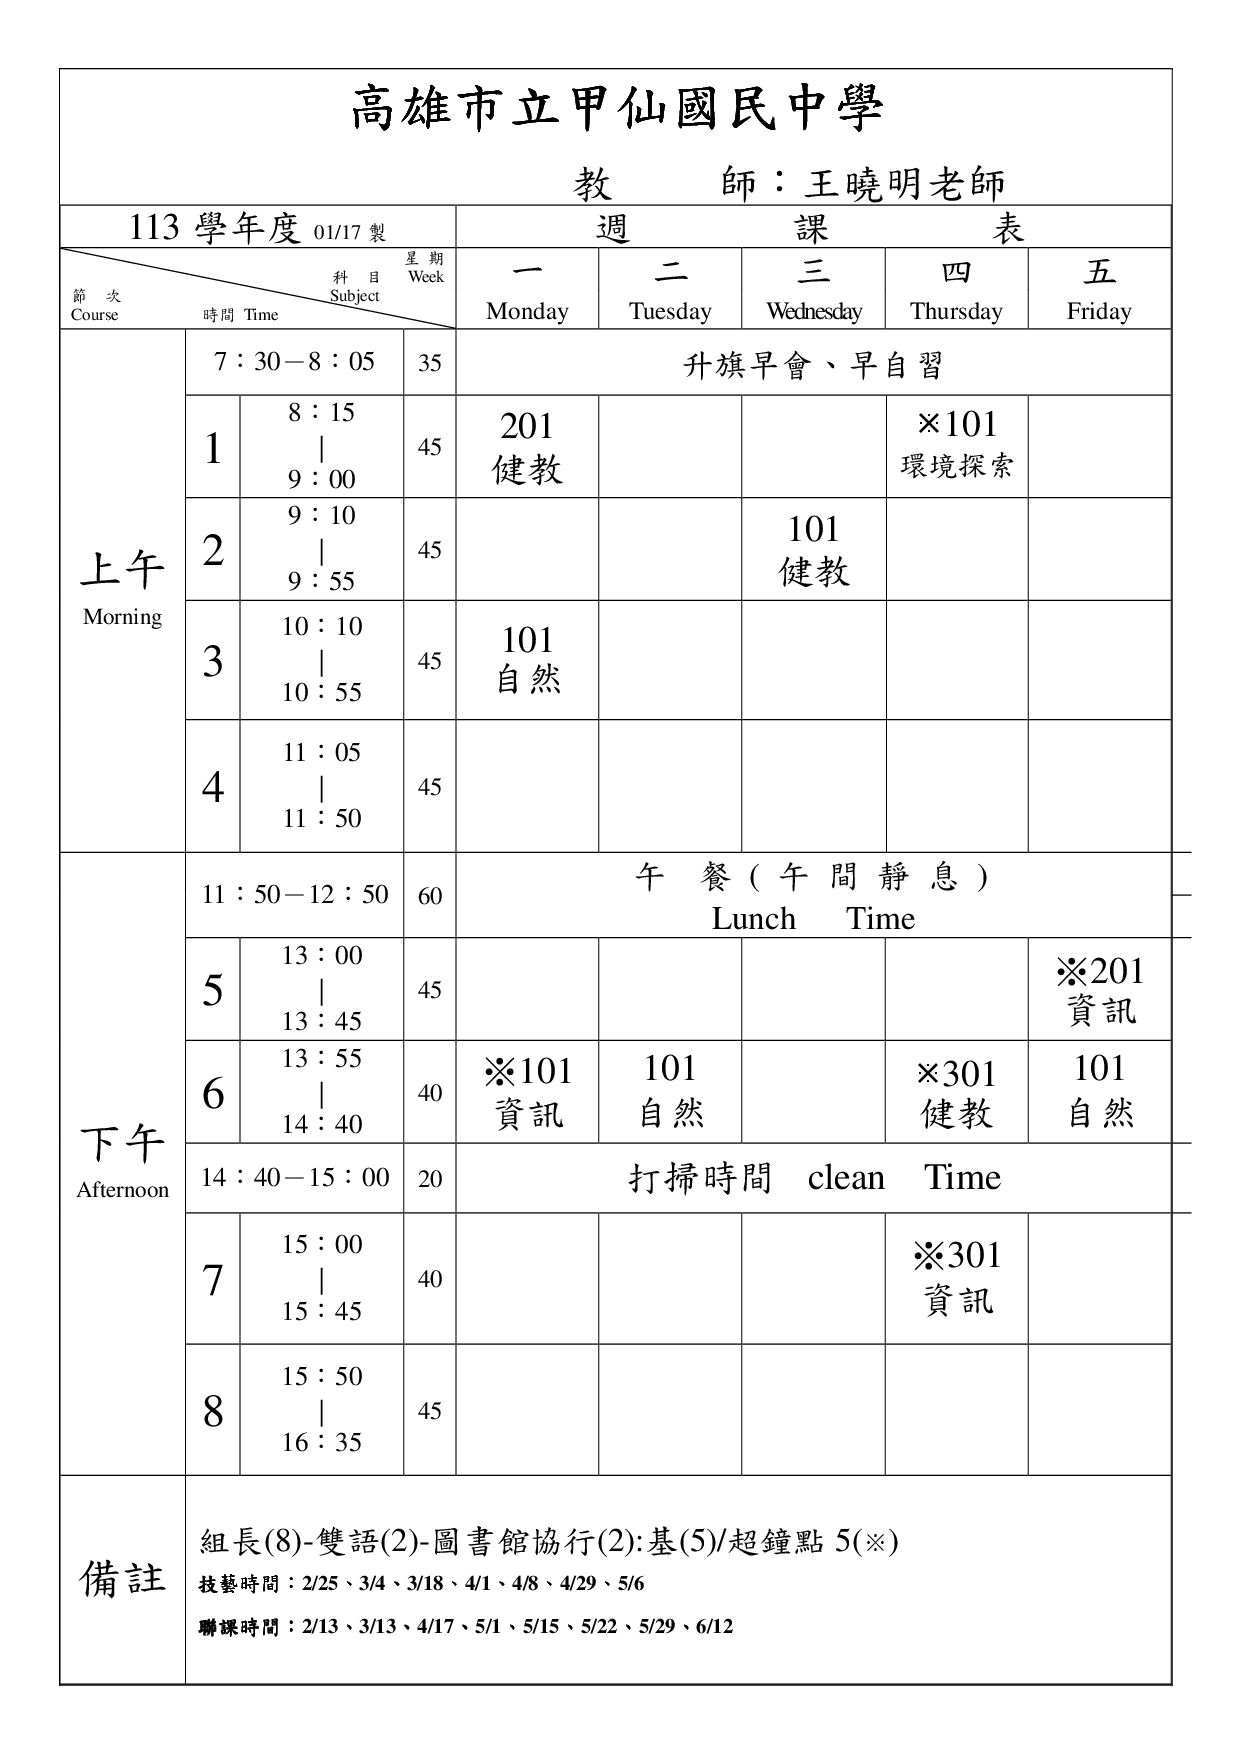 高雄市立甲仙國民中學
教 師：王曉明老師
113 學年度 01/17 製 週 課 表
星 期
Week
科 目
Subject
節 次
Course
時間 Time
一 二 三 四 五
Monday Tuesday Wednesday Thursday Friday
上午
Morning
7：30－8：05 35 升旗早會、早自習
1
8：15
|
9：00
45
201
健教
※101
環境探索
2
9：10
|
9：55
45
101
健教
3
10：10
|
10：55
45
101
自然
4
11：05
|
11：50
45
下午
Afternoon
11：50－12：50 60
午 餐 ( 午 間 靜 息 )
Lunch Time
5
13：00
|
13：45
45
※201
資訊
6
13：55
|
14：40
40
※101
資訊
101
自然
※301
健教
101
自然
14：40－15：00 20 打掃時間 clean Time
7
15：00
|
15：45
40
※301
資訊
8
15：50
|
16：35
45
備註
組長(8)-雙語(2)-圖書館協行(2):基(5)/超鐘點 5(※)
技藝時間：2/25、3/4、3/18、4/1、4/8、4/29、5/6
聯課時間：2/13、3/13、4/17、5/1、5/15、5/22、5/29、6/12